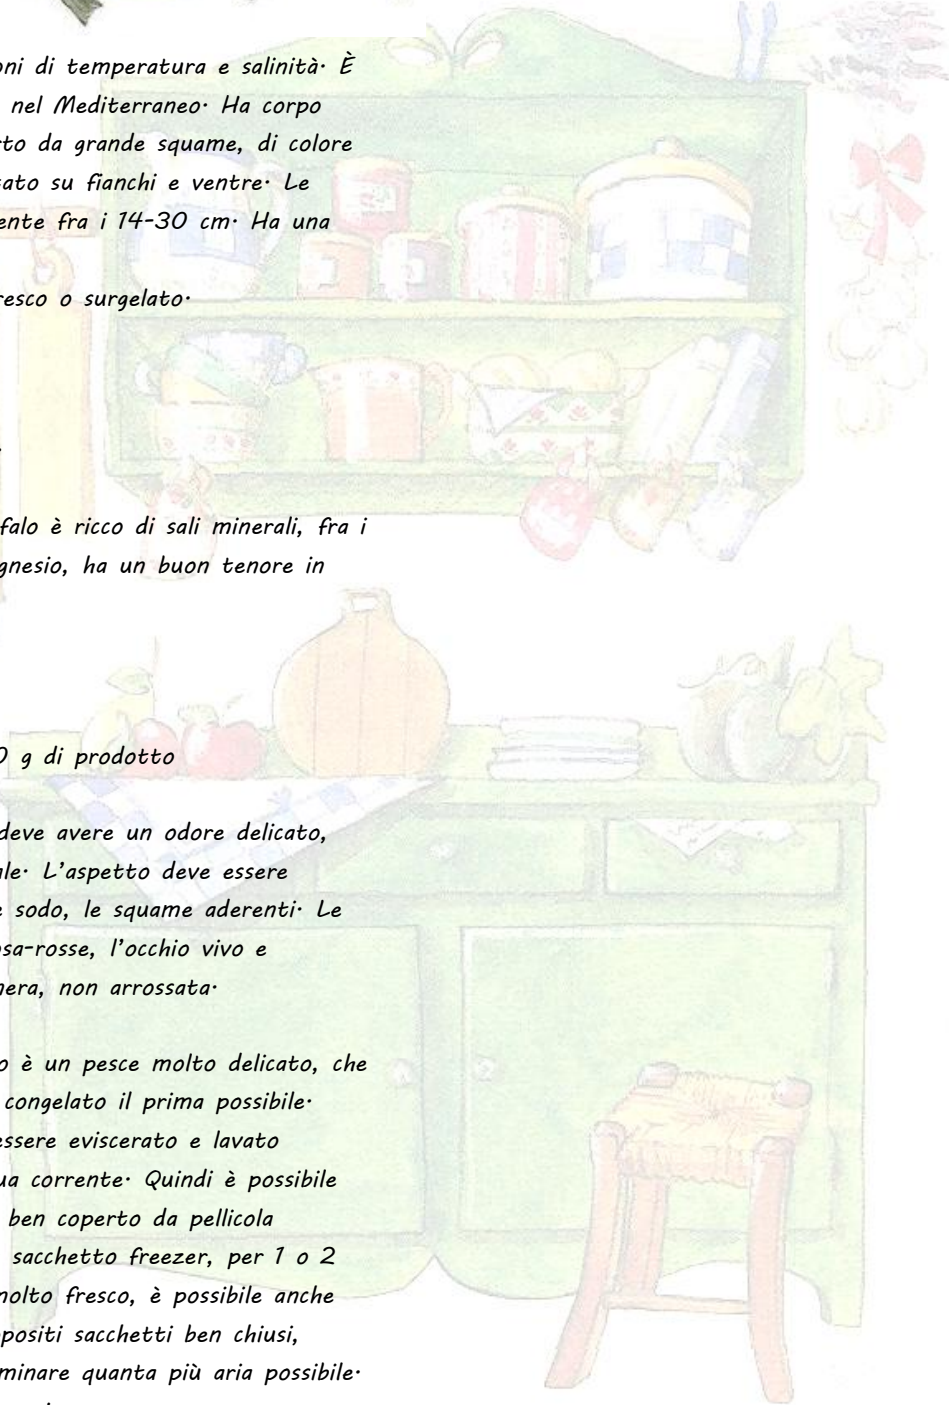 oni di temperatura e salinità· È
nel Mediterraneo· Ha corpo
rto da grande squame, di colore
ato su fianchi e ventre· Le
ente fra i 14-30 cm· Ha una
resco o surgelato·
falo è ricco di sali minerali, fra i
gnesio, ha un buon tenore in
0 g di prodotto
deve avere un odore delicato,
ale· L'aspetto deve essere
e sodo, le squame aderenti· Le
osa-rosse, l'occhio vivo e
nera, non arrossata·
o è un pesce molto delicato, che
congelato il prima possibile·
essere eviscerato e lavato
ua corrente· Quindi è possibile
ben coperto da pellicola
sacchetto freezer, per 1 o 2
molto fresco, è possibile anche
positi sacchetti ben chiusi,
minare quanta più aria possibile·